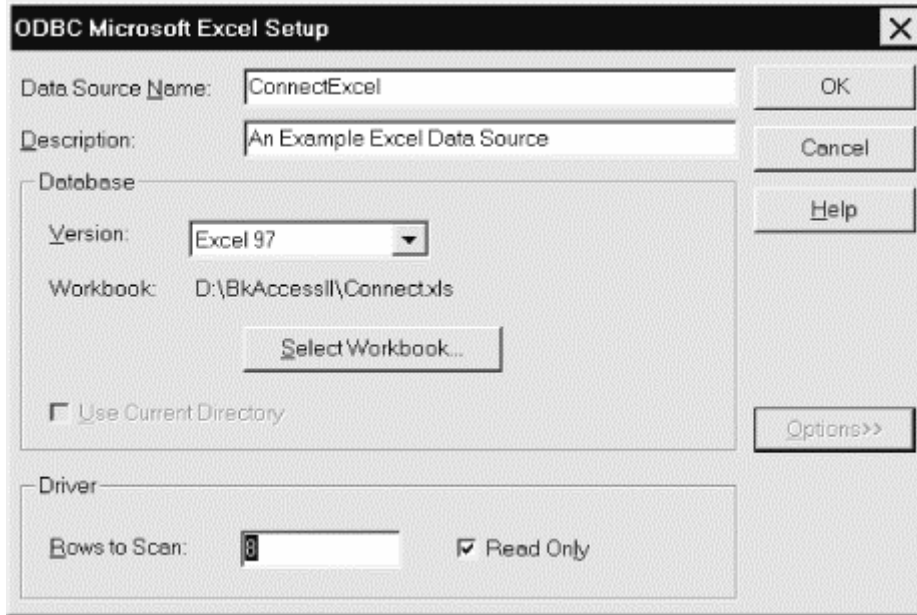 ODBC Microsoft Excel Setup
Data Source Name: ConnectExcel
OK
Description: An Example Excel Data Source
Cancel
Database
Help
Version: Excel 97
Workbook: D:\BkAccessII\Connect.xls
Select Workbook...
Use Current Directory
Options>>
Driver
Rows to Scan: 8 Read Only